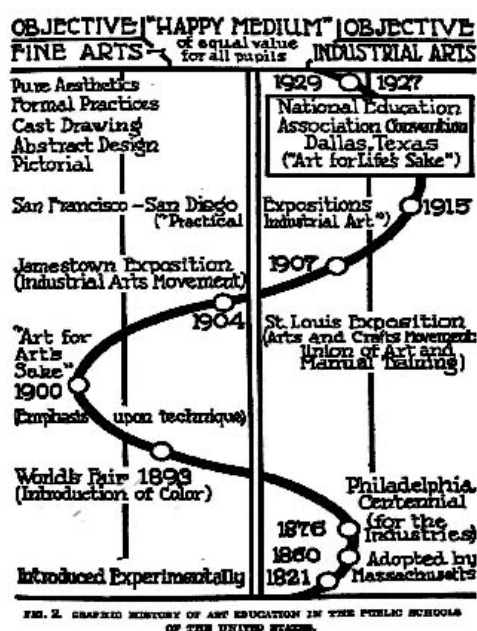 OBJECTIVE "HAPPY MEDIUM" OBJECTIVE
FINE ARTS of equal value for all pupils INDUSTRIAL ARTS
Pure Aesthetics
Formal Practices
Cast Drawing
Abstract Design
Pictorial
1929 1927
National Education
Association Convention
Dallas, Texas
("Art for Life's Sake")
San Francisco – San Diego Expositions
("Practical Industrial Art")
1915
Jamestown Exposition
(Industrial Arts Movement)
1907
1904
St. Louis Exposition
(Arts and Crafts Movement:
Union of Art and
Manual Training)
"Art for
Art's
Sake"
1900
(Emphasis upon technique)
World's Fair 1893
(Introduction of Color)
Philadelphia
Centennial
(for the
Industries)
1876
1860
Adopted by
Massachusetts
1821
Introduced Experimentally
FIG. 2. GRAPHIC HISTORY OF ART EDUCATION IN THE PUBLIC SCHOOLS
OF THE UNITED STATES.